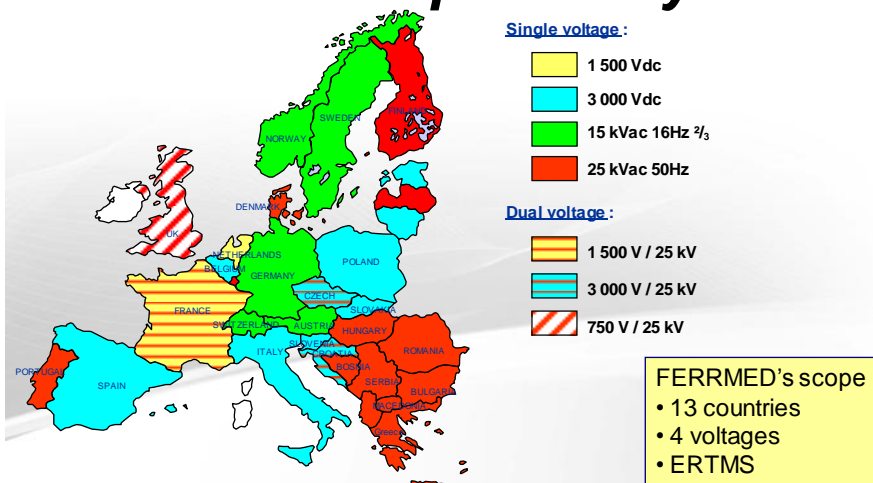 Single voltage :
1 500 Vdc
3 000 Vdc
15 kVac 16Hz ²/₃
25 kVac 50Hz
Dual voltage :
1 500 V / 25 kV
3 000 V / 25 kV
750 V / 25 kV
FERRMED's scope
• 13 countries
• 4 voltages
• ERTMS
FINLAND
SWEDEN
NORWAY
DENMARK
UK
NETHERLANDS
BELGIUM
GERMANY
POLAND
CZECH
SLOVAKIA
FRANCE
SWITZERLAND
AUSTRIA
HUNGARY
SLOVENIA
CROATIA
ROMANIA
ITALY
BOSNIA
SERBIA
BULGARIA
PORTUGAL
SPAIN
MACEDONIA
Greece